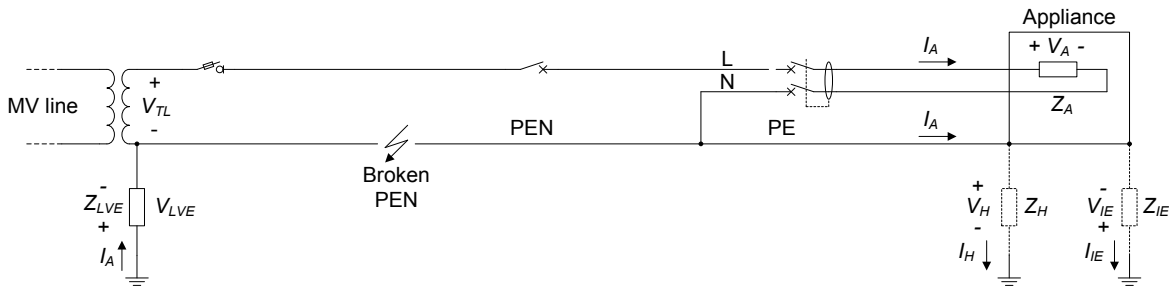 Appliance
I_A
+ V_A -
L
MV line
+
V_TL
-
N
Z_A
PEN
PE
I_A
Broken
PEN
-
Z_LVE
V_LVE
+
I_A
+
V_H
-
Z_H
I_H
-
V_IE
+
Z_IE
I_IE